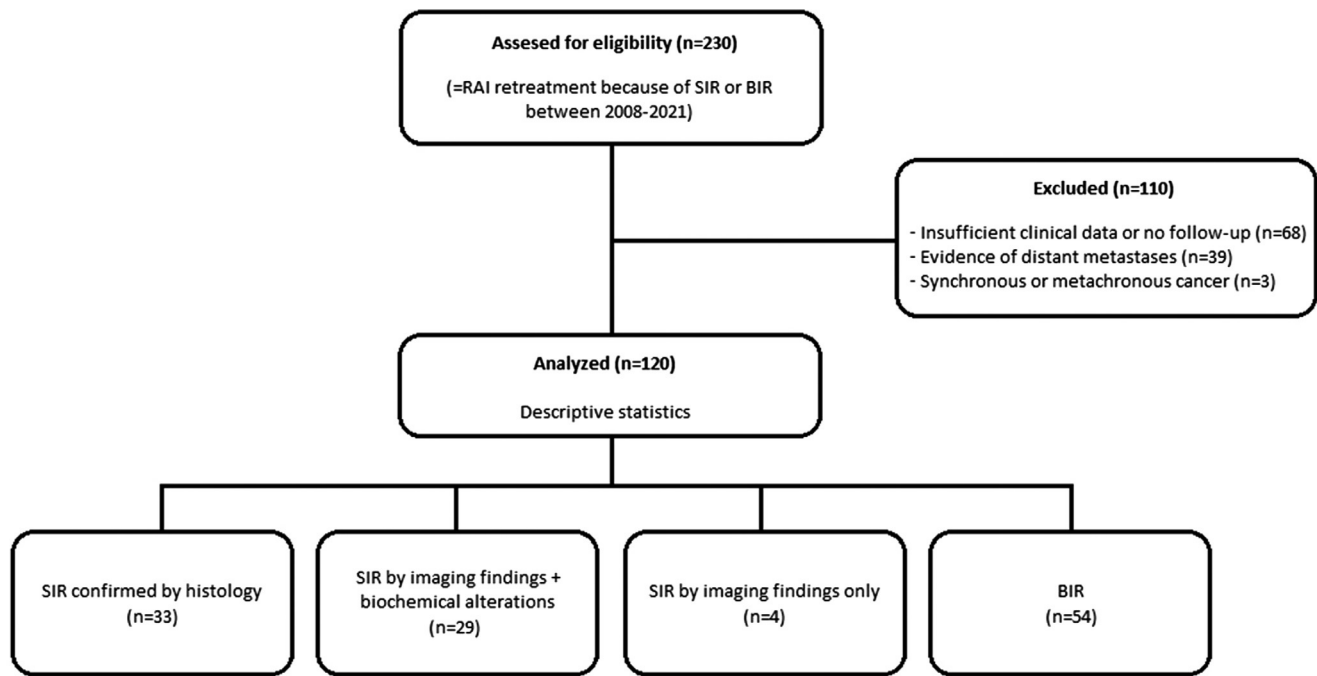 Assesed for eligibility (n=230)
(=RAI retreatment because of SIR or BIR
between 2008-2021)
Excluded (n=110)
- Insufficient clinical data or no follow-up (n=68)
- Evidence of distant metastases (n=39)
- Synchronous or metachronous cancer (n=3)
Analyzed (n=120)
Descriptive statistics
SIR confirmed by histology
(n=33)
SIR by imaging findings +
biochemical alterations
(n=29)
SIR by imaging findings only
(n=4)
BIR
(n=54)